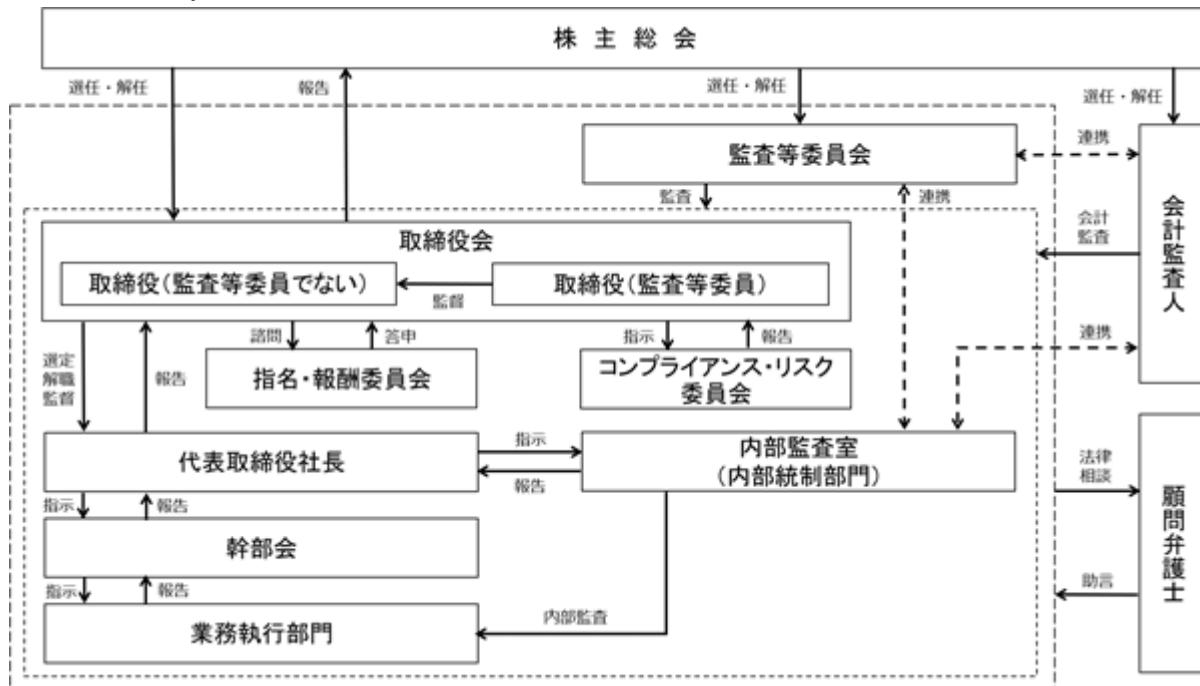 株主総会
選任・解任
報告
選任・解任
選任・解任
監査等委員会
連携
監査
連携
会計監査人
会計
監査
取締役会
取締役（監査等委員でない）
監督
取締役（監査等委員）
諮問
答申
指示
報告
連携
選定
解職
監督
報告
指名・報酬委員会
コンプライアンス・リスク
委員会
代表取締役社長
指示
報告
内部監査室
（内部統制部門）
法律
相談
顧問弁護士
指示
報告
幹部会
指示
報告
助言
業務執行部門
内部監査